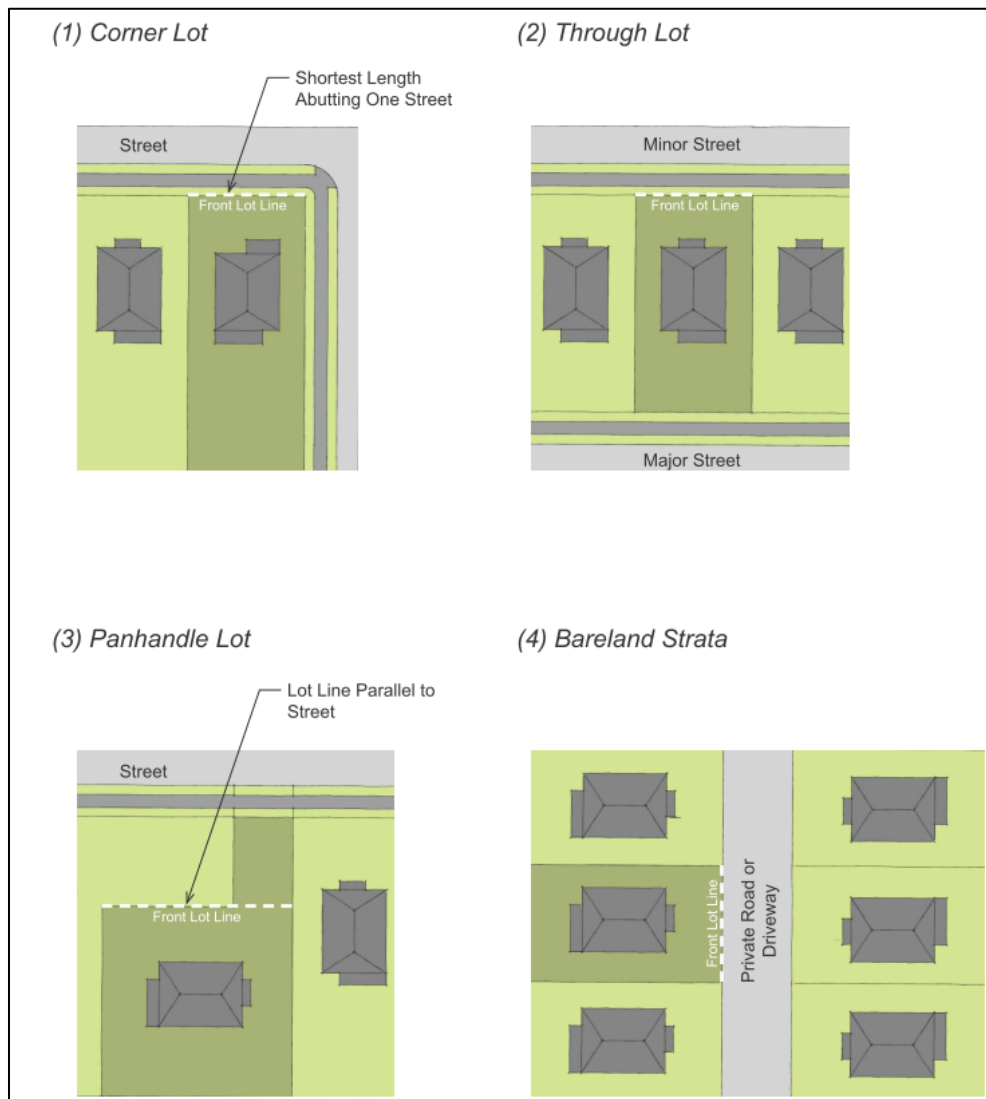 (1) Corner Lot
Shortest Length
Abutting One Street
Street
Front Lot Line
(2) Through Lot
Minor Street
Front Lot Line
Major Street
(3) Panhandle Lot
Lot Line Parallel to
Street
Street
Front Lot Line
(4) Bareland Strata
Front Lot Line
Private Road or
Driveway